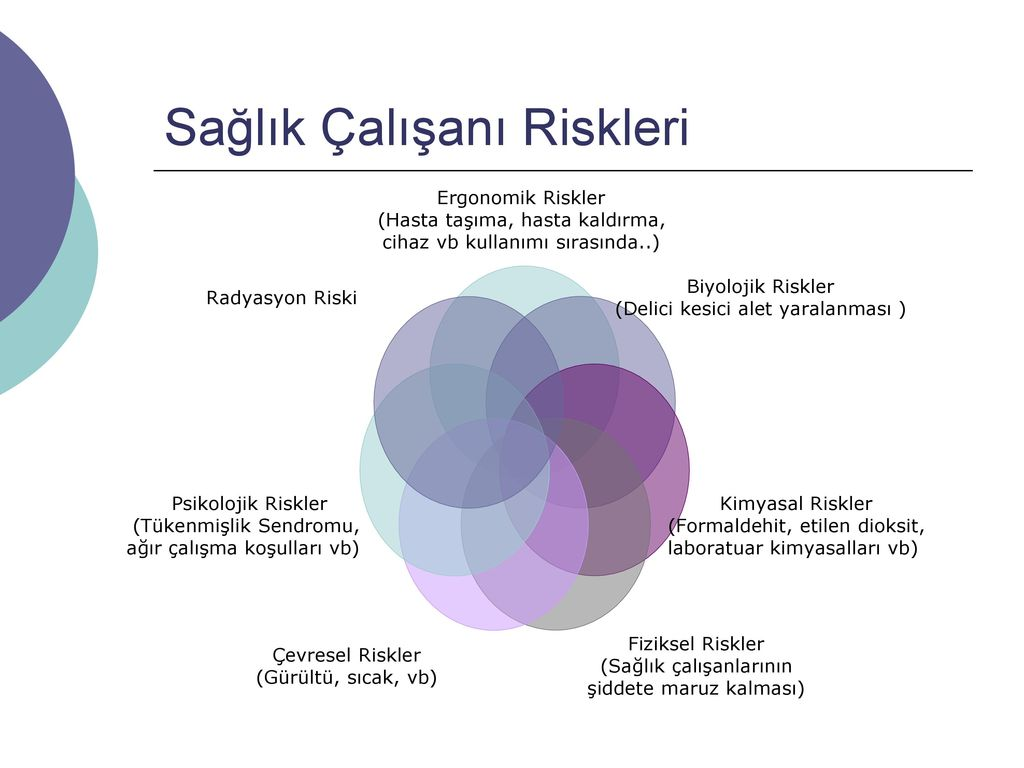 Sağlık Çalışanı Riskleri
Ergonomik Riskler
(Hasta taşıma, hasta kaldırma,
cihaz vb kullanımı sırasında..)
Biyolojik Riskler
(Delici kesici alet yaralanması )
Radyasyon Riski
Psikolojik Riskler
(Tükenmişlik Sendromu,
ağır çalışma koşulları vb)
Kimyasal Riskler
(Formaldehit, etilen dioksit,
laboratuar kimyasalları vb)
Çevresel Riskler
(Gürültü, sıcak, vb)
Fiziksel Riskler
(Sağlık çalışanlarının
şiddete maruz kalması)